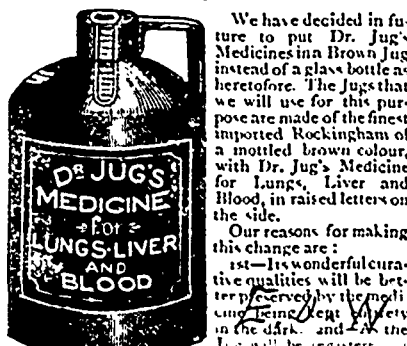 DR JUG'S
MEDICINE
For
LUNGS·LIVER
AND
BLOOD
We have decided in fu-
ture to put Dr. Jug's
Medicines in a Brown Jug
instead of a glass bottle as
heretofore. The Jugs that
we will use for this pur-
pose are made of the finest
imported Rockingham of
a mottled brown colour,
with Dr. Jug's Medicine
for Lungs, Liver and
Blood, in raised letters on
the side.
Our reasons for making
this change are :
1st—Its wonderful cura-
tive qualities will be bet-
ter preserved by the medi-
cine being kept
in the dark. and the
Jug will be